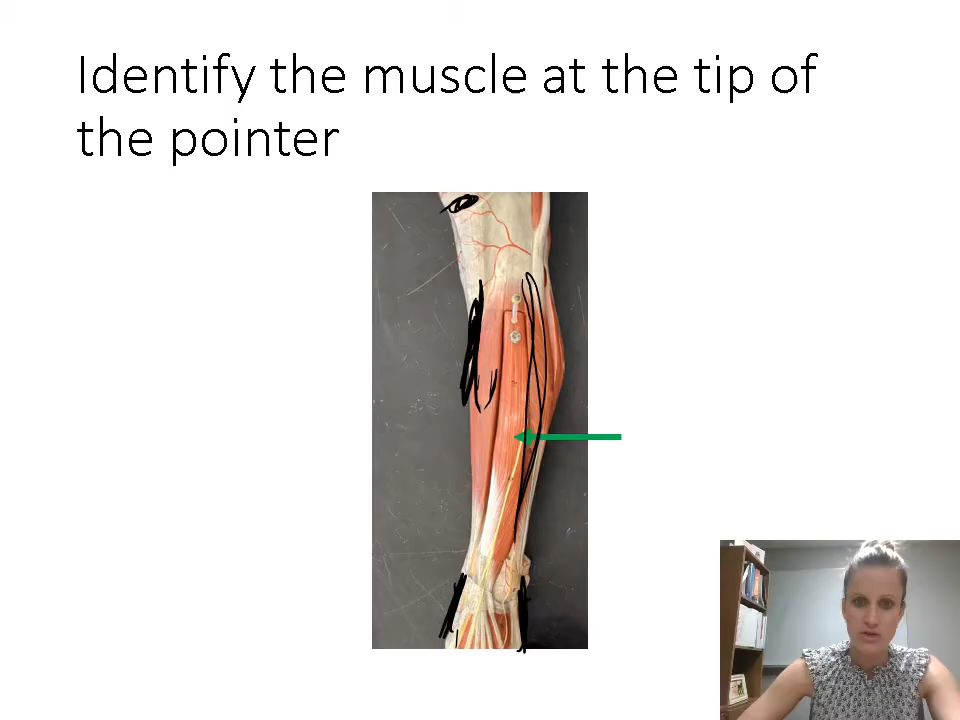 Identify the muscle at the tip of
the pointer